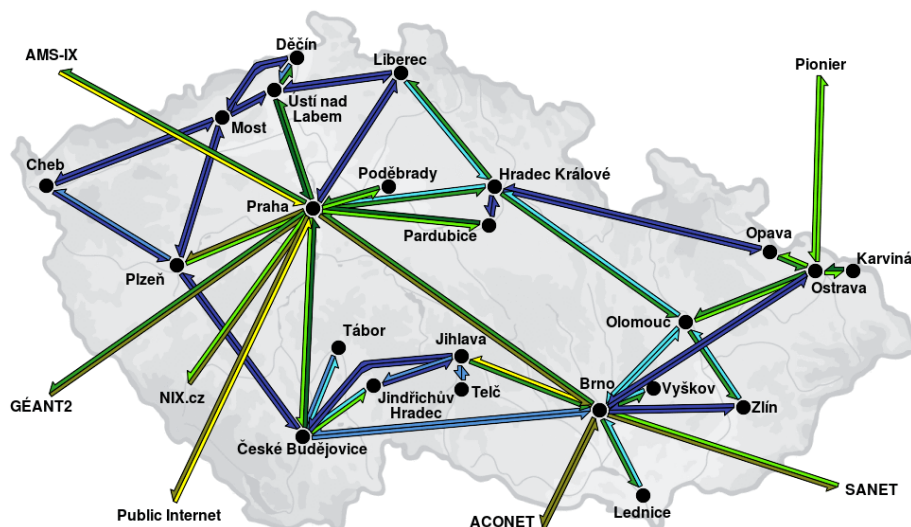 Děčín
AMS-IX
Liberec
Pionier
Ústí nad
Labem
Most
Cheb
Poděbrady
Hradec Králové
Praha
Pardubice
Opava
Karviná
Plzeň
Ostrava
Tábor
Jihlava
Olomouč
Brno
Vyškov
NIX.cz
Jindřichův
Hradec
Telč
GÉANT2
Zlín
České Budějovice
SANET
Public Internet
Lednice
ACONET